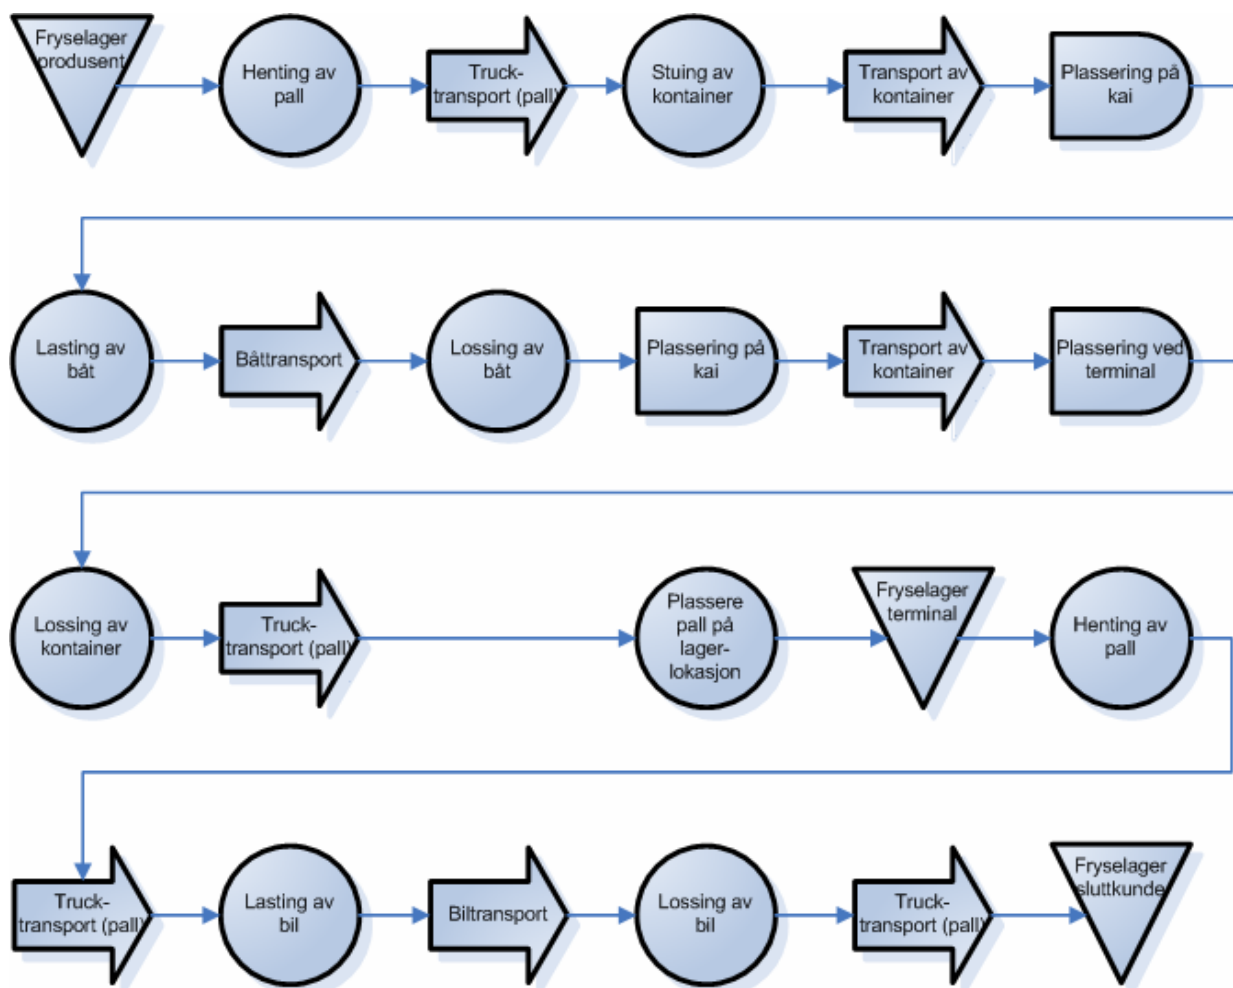 Fryselager
produsent
Henting av
pall
Truck-
transport (pall)
Stuing av
kontainer
Transport av
kontainer
Plassering på
kai
Lasting av
båt
Båttransport
Lossing av
båt
Plassering på
kai
Transport av
kontainer
Plassering ved
terminal
Lossing av
kontainer
Truck-
transport (pall)
Plassere
pall på
lager-
lokasjon
Fryselager
terminal
Henting av
pall
Truck-
transport (pall)
Lasting av
bil
Biltransport
Lossing av
bil
Truck-
transport (pall)
Fryselager
sluttkunde